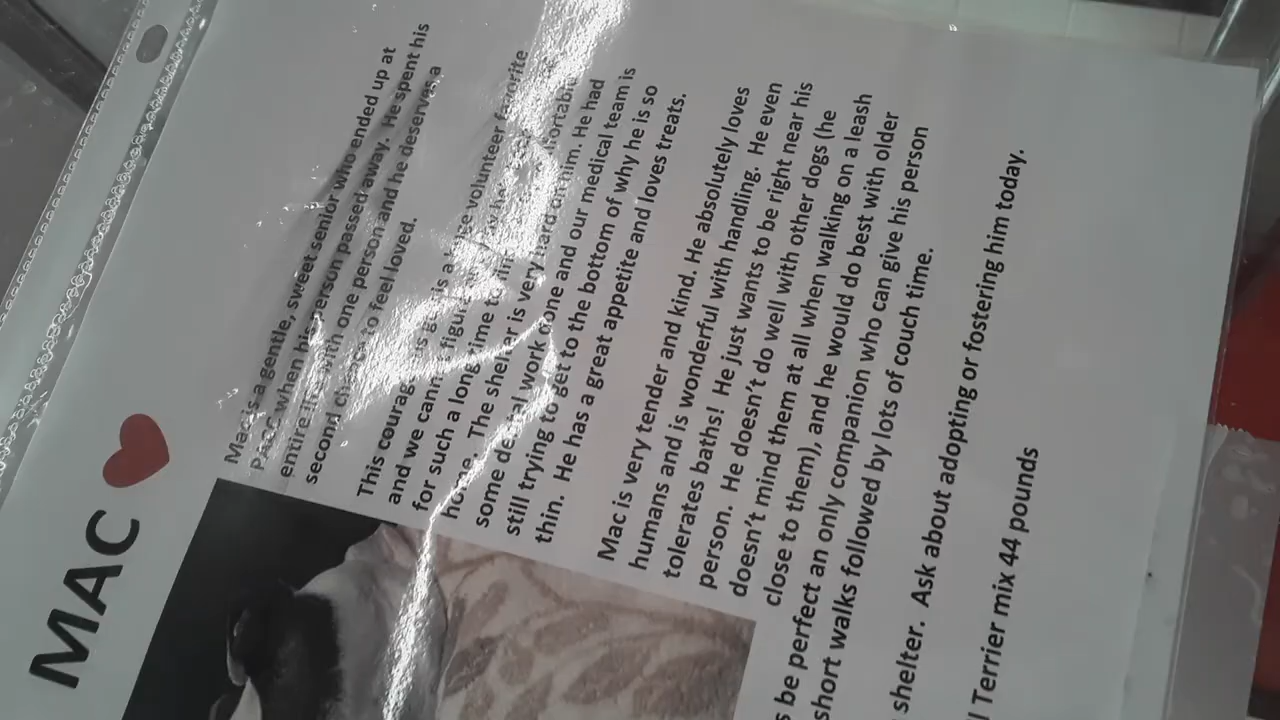 MAC
Mac is a gentle, sweet senior who ended up at
PACC when his person passed away. He spent his
entire life with one person and he deserves a
second chance to feel loved.
This courageous guy is a huge volunteer favorite
and we can figure
for such a long time
home. The shelter is very hard on him. He had
some dental work done and our medical team is
still trying to get to the bottom of why he is so
thin. He has a great appetite and loves treats.
Mac is very tender and kind. He absolutely loves
humans and is wonderful with handling. He even
tolerates baths! He just wants to be right near his
person. He doesn't do well with other dogs (he
doesn't mind them at all when walking on a leash
close to them), and he would do best with older
be perfect an only companion who can give his person
short walks followed by lots of couch time.
shelter. Ask about adopting or fostering him today.
Terrier mix 44 pounds